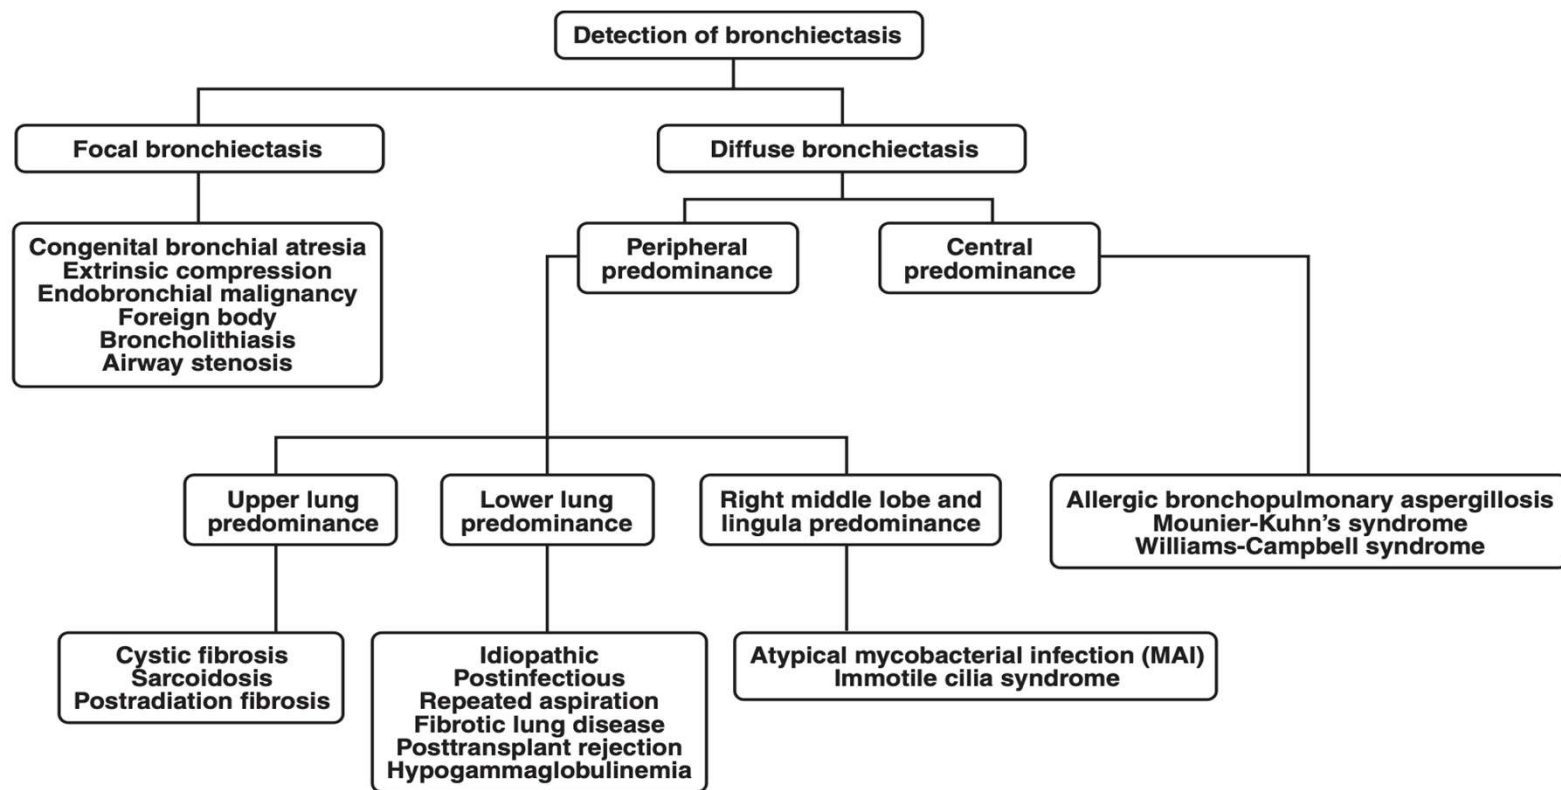 Detection of bronchiectasis
Focal bronchiectasis
Diffuse bronchiectasis
Congenital bronchial atresia
Extrinsic compression
Endobronchial malignancy
Foreign body
Broncholithiasis
Airway stenosis
Peripheral
predominance
Central
predominance
Upper lung
predominance
Lower lung
predominance
Right middle lobe and
lingula predominance
Allergic bronchopulmonary aspergillosis
Mounier-Kuhn’s syndrome
Williams-Campbell syndrome
Cystic fibrosis
Sarcoidosis
Postradiation fibrosis
Idiopathic
Postinfectious
Repeated aspiration
Fibrotic lung disease
Posttransplant rejection
Hypogammaglobulinemia
Atypical mycobacterial infection (MAI)
Immotile cilia syndrome